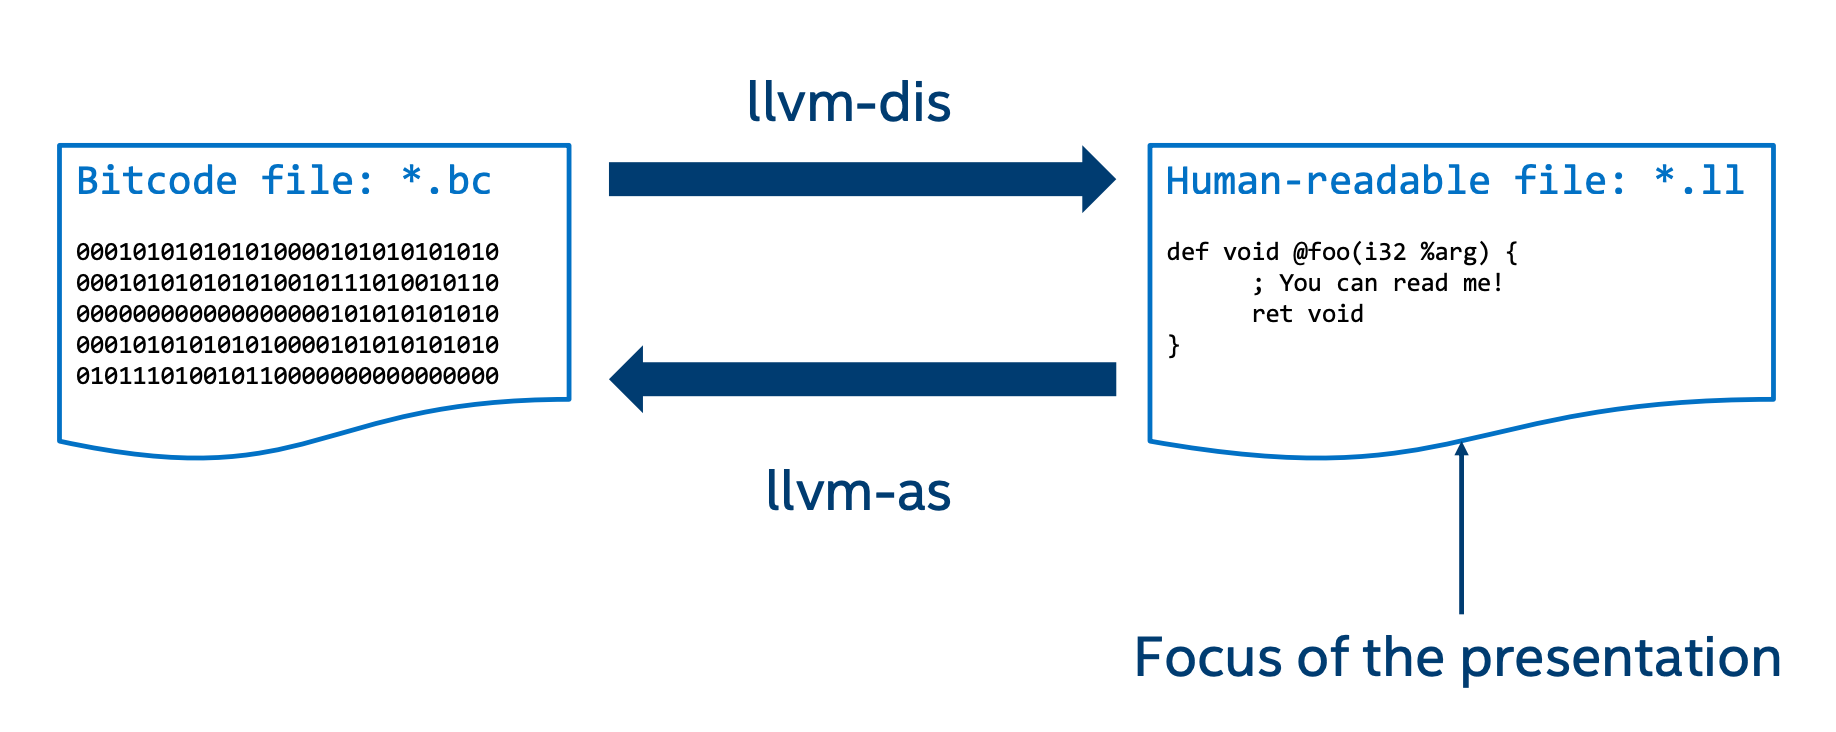 llvm-dis
Bitcode file: *.bc
000101010101010000101010101010
000101010101010010111010010110
000000000000000000101010101010
000101010101010000101010101010
010111010010110000000000000000
Human-readable file: *.ll
def void @foo(i32 %arg) {
; You can read me!
ret void
}
llvm-as
Focus of the presentation